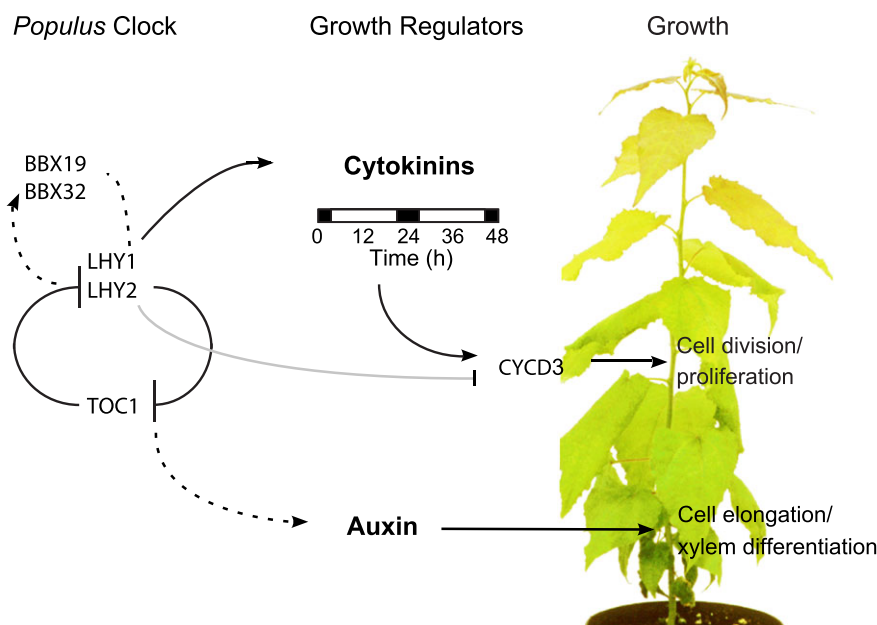 Populus Clock
Growth Regulators
Growth
BBX19
BBX32
LHY1
LHY2
TOC1
Cytokinins
0 12 24 36 48
Time (h)
CYCD3
Cell division/
proliferation
Auxin
Cell elongation/
xylem differentiation